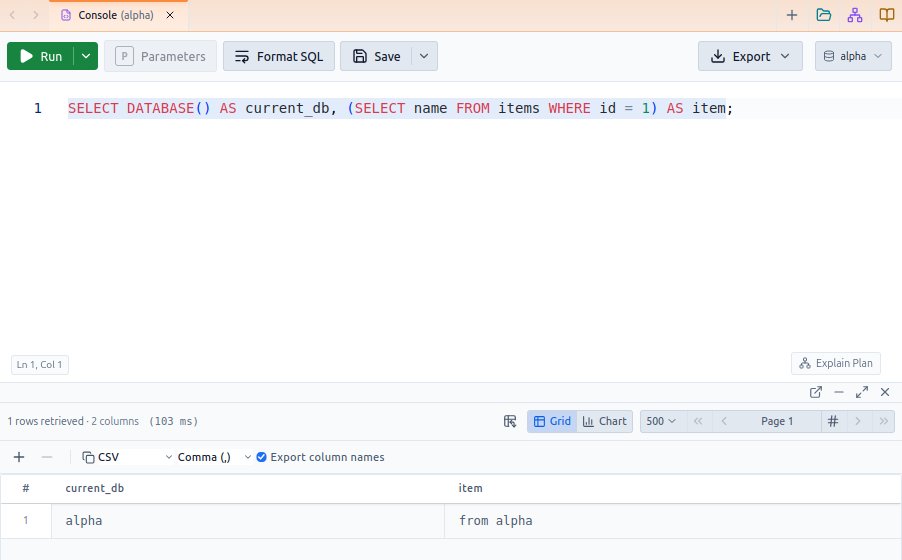 Console (alpha)
Run
P Parameters
Format SQL
Save
Export
alpha
1 SELECT DATABASE() AS current_db, (SELECT name FROM items WHERE id = 1) AS item;
Ln 1, Col 1
Explain Plan
1 rows retrieved · 2 columns (103 ms)
Grid
Chart
500
Page 1
#
CSV
Comma (,)
Export column names
# current_db item
1 alpha from alpha